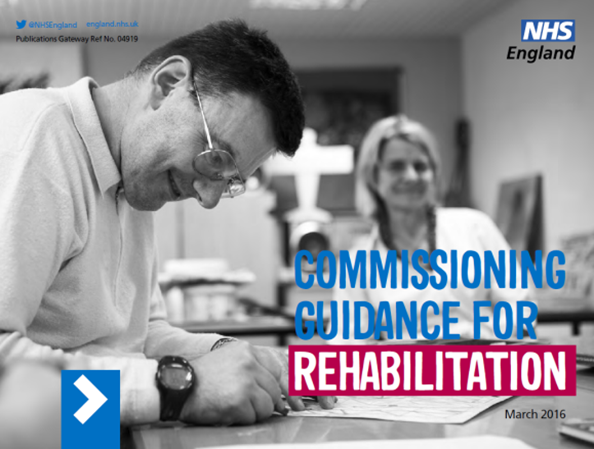 @NHSEngland england.nhs.uk
Publications Gateway Ref No. 04919
NHS
England
COMMISSIONING
GUIDANCE FOR
REHABILITATION
March 2016